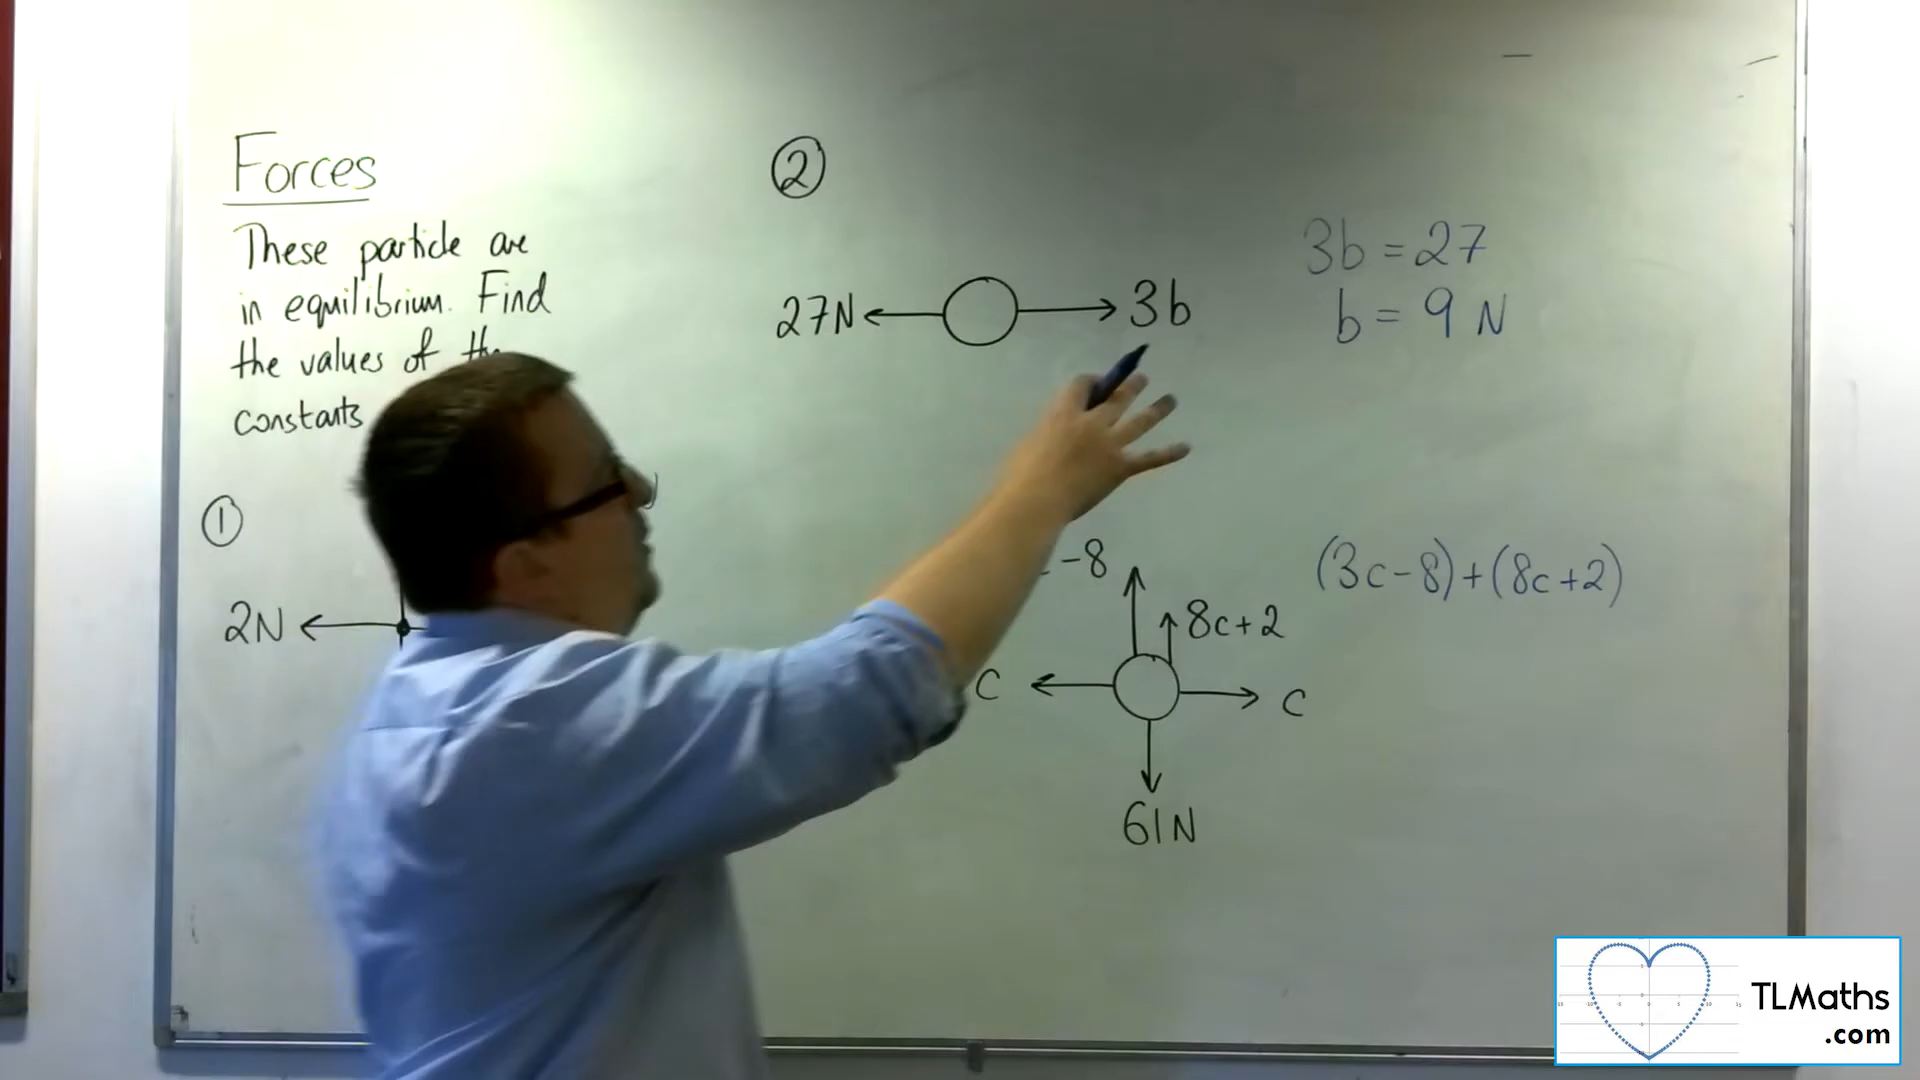 Forces
These particle are
in equilibrium. Find
the values of the
constants
①
2N
②
27N
3b
3b = 27
b = 9 N
-8
8c+2
c
c
61N
(3c-8)+(8c+2)
TLMaths
.com